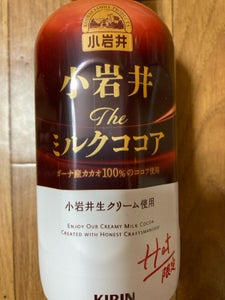 小岩井
小岩井
The
ミルクココア
ガーナ産カカオ100%のココア使用
小岩井生クリーム使用
ENJOY OUR CREAMY MILK COCOA
CREATED WITH HONEST CRAFTSMANSHIP
Hot
限定
KIRIN